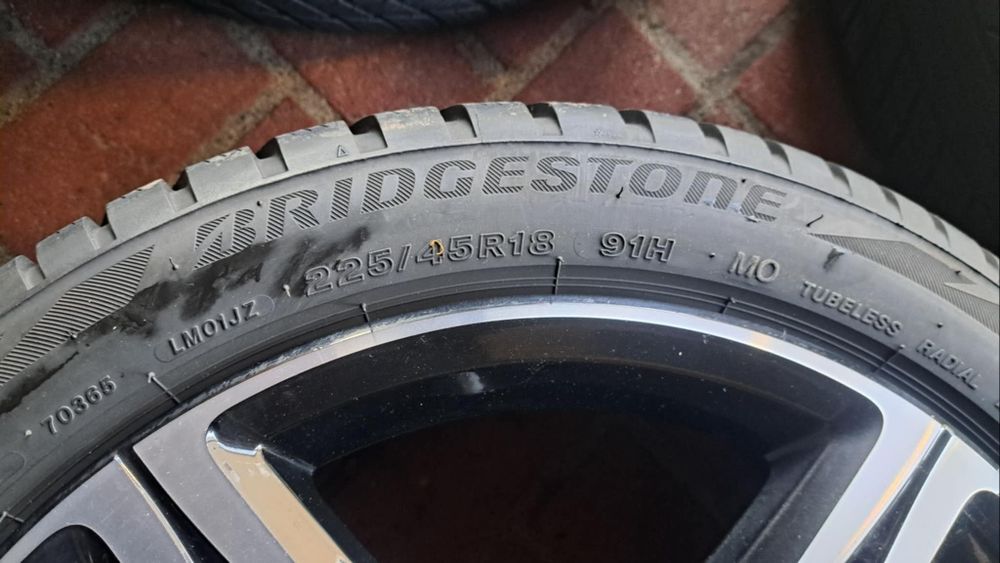 BRIDGESTONE
225/45R18 91H MO TUBELESS RADIAL
LM01JZ
70365